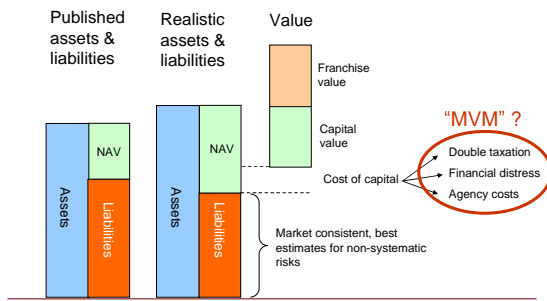 Published
assets &
liabilities
Realistic
assets &
liabilities
Value
Franchise
value
Capital
value
"MVM" ?
Double taxation
Financial distress
Agency costs
Cost of capital
NAV
Assets
Liabilities
NAV
Assets
Liabilities
Market consistent, best
estimates for non-systematic
risks